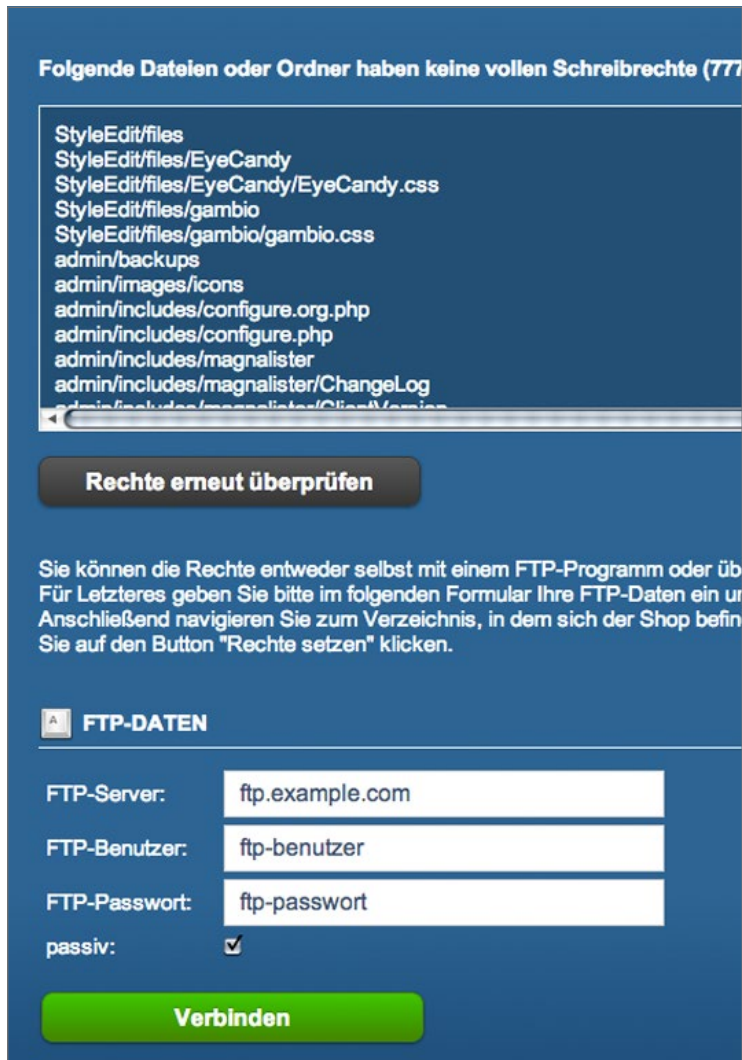 Folgende Dateien oder Ordner haben keine vollen Schreibrechte (777
StyleEdit/files
StyleEdit/files/EyeCandy
StyleEdit/files/EyeCandy/EyeCandy.css
StyleEdit/files/gambio
StyleEdit/files/gambio/gambio.css
admin/backups
admin/images/icons
admin/includes/configure.org.php
admin/includes/configure.php
admin/includes/magnalister
admin/includes/magnalister/ChangeLog
admin/includes/magnalister/ClientVersion
Rechte erneut überprüfen
Sie können die Rechte entweder selbst mit einem FTP-Programm oder üb
Für Letzteres geben Sie bitte im folgenden Formular Ihre FTP-Daten ein un
Anschließend navigieren Sie zum Verzeichnis, in dem sich der Shop befin
Sie auf den Button "Rechte setzen" klicken.
A FTP-DATEN
FTP-Server: ftp.example.com
FTP-Benutzer: ftp-benutzer
FTP-Passwort: ftp-passwort
passiv:
Verbinden